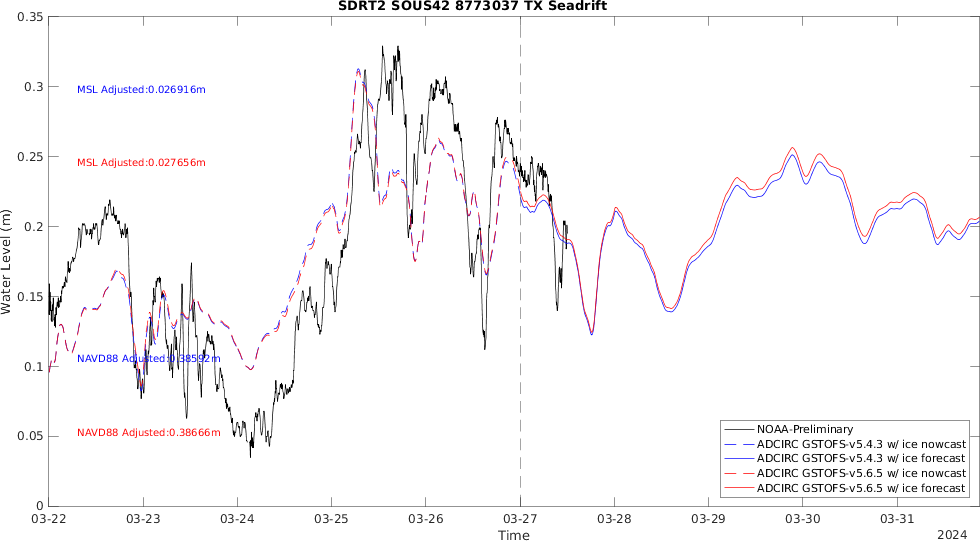 SDRT2 SOUS42 8773037 TX Seadrift
0.35
0.3
0.25
0.2
0.15
0.1
0.05
0
Water Level (m)
MSL Adjusted:0.026916m
MSL Adjusted:0.027656m
NAVD88 Adjusted:0.38592m
NAVD88 Adjusted:0.38666m
NOAA-Preliminary
ADCIRC GSTOFS-v5.4.3 w/ ice nowcast
ADCIRC GSTOFS-v5.4.3 w/ ice forecast
ADCIRC GSTOFS-v5.6.5 w/ ice nowcast
ADCIRC GSTOFS-v5.6.5 w/ ice forecast
03-22 03-23 03-24 03-25 03-26 03-27 03-28 03-29 03-30 03-31
Time
2024